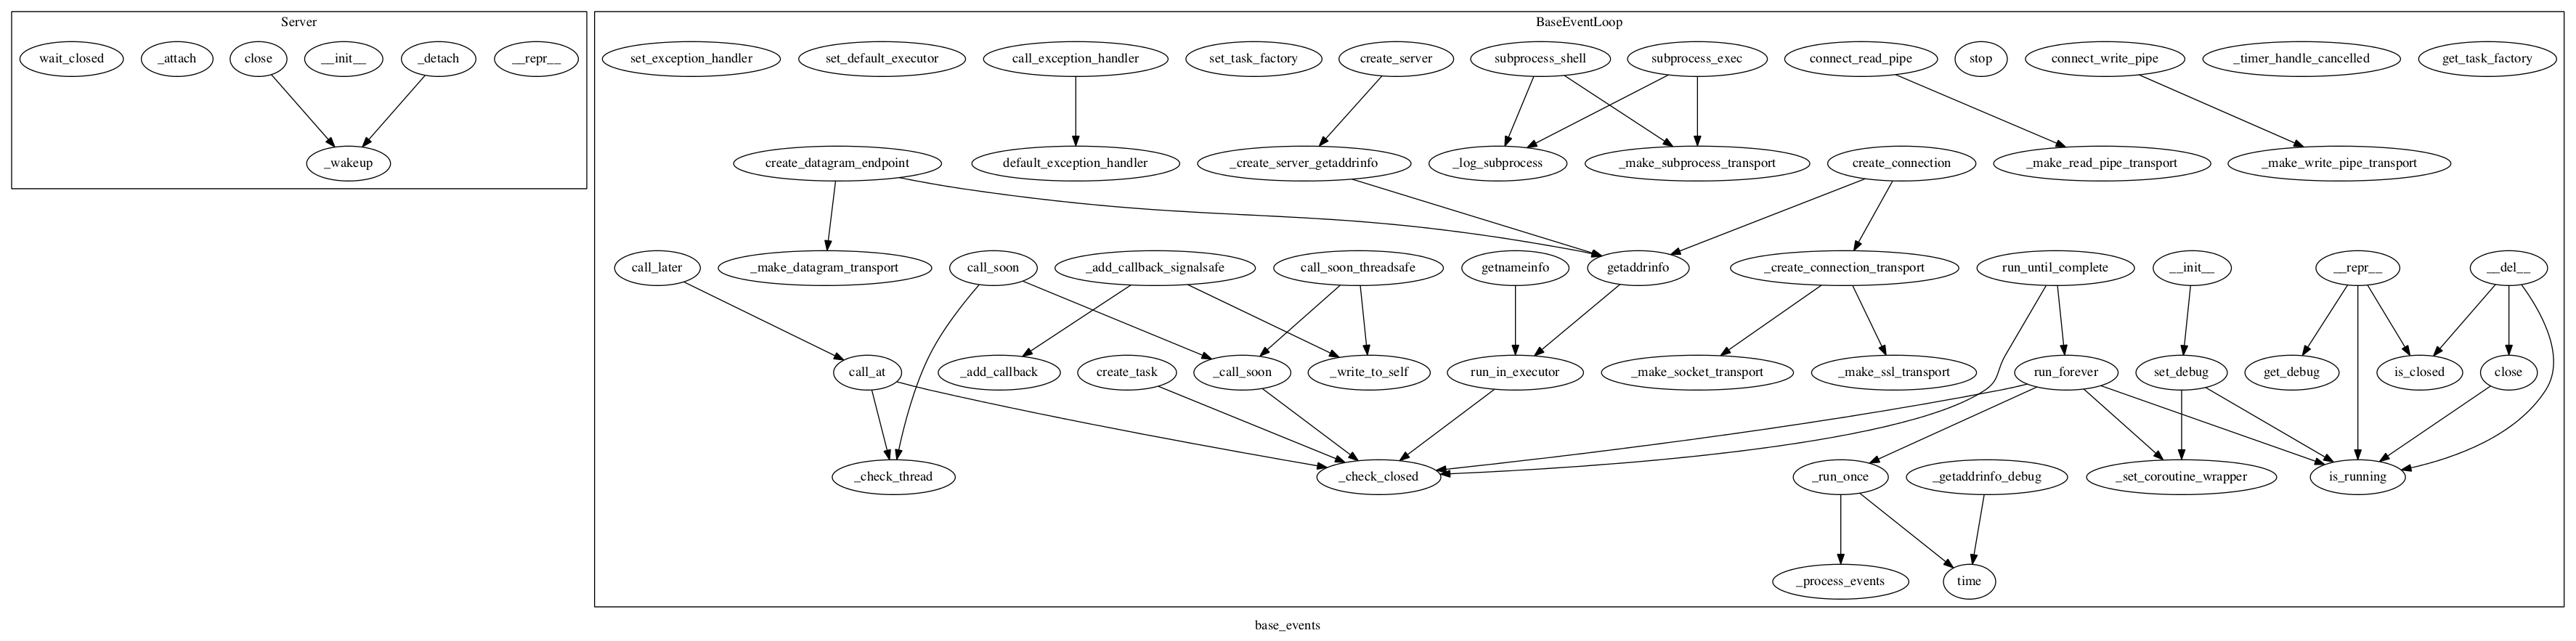 Server
wait_closed
_attach
close
__init__
_detach
__repr__
_wakeup
BaseEventLoop
set_exception_handler
set_default_executor
call_exception_handler
set_task_factory
create_server
subprocess_shell
subprocess_exec
connect_read_pipe
stop
connect_write_pipe
_timer_handle_cancelled
get_task_factory
create_datagram_endpoint
default_exception_handler
_create_server_getaddrinfo
_log_subprocess
_make_subprocess_transport
create_connection
_make_read_pipe_transport
_make_write_pipe_transport
call_later
_make_datagram_transport
call_soon
_add_callback_signalsafe
call_soon_threadsafe
getnameinfo
getaddrinfo
_create_connection_transport
run_until_complete
__init__
__repr__
__del__
call_at
_add_callback
create_task
_call_soon
_write_to_self
run_in_executor
_make_socket_transport
_make_ssl_transport
run_forever
set_debug
get_debug
is_closed
close
_check_thread
_check_closed
_run_once
_getaddrinfo_debug
_set_coroutine_wrapper
is_running
_process_events
time
base_events